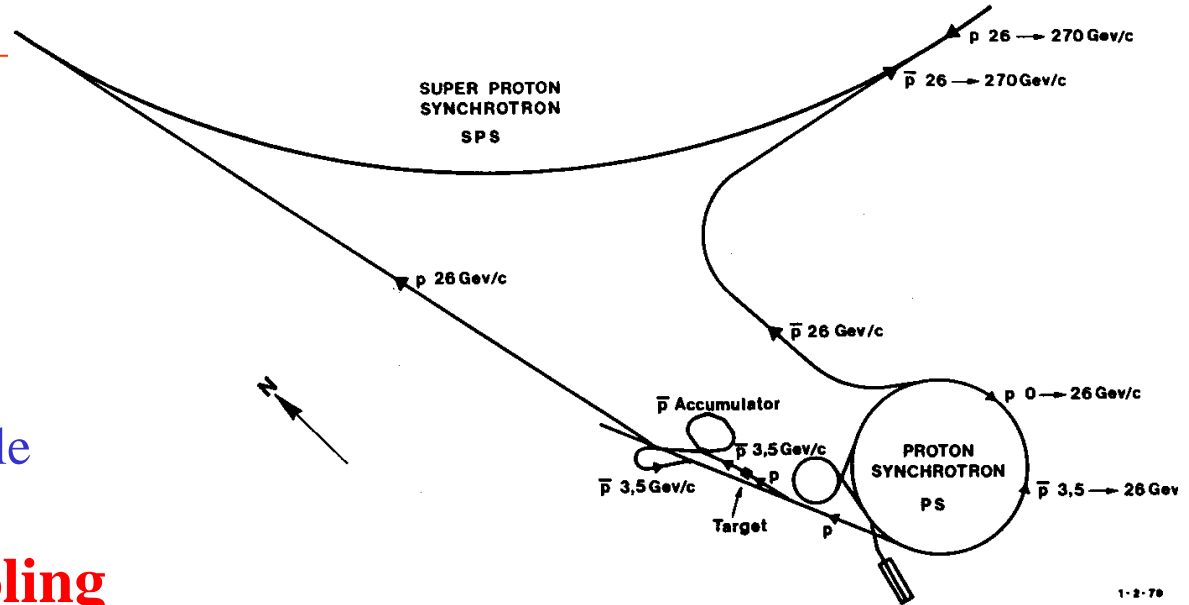 p 26 → 270 Gev/c
p̅ 26 → 270 Gev/c
SUPER PROTON
SYNCHROTRON
SPS
p 26 Gev/c
p̅ 26 Gev/c
N
p 0 → 26 Gev/c
p̅ Accumulator
p̅ 3,5 Gev/c
p
p̅ 3,5 Gev/c
PROTON
SYNCHROTRON
PS
p̅ 3,5 → 26 Gev
Target
p
le
oling
1-2-79